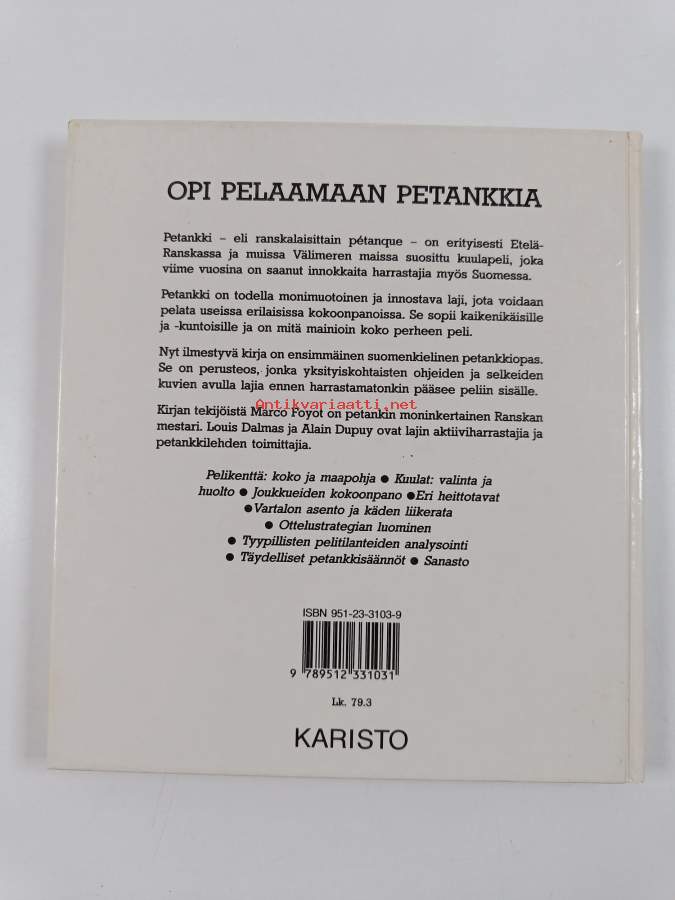 OPI PELAAMAAN PETANKKIA
Petankki – eli ranskalaisittain pétanque – on erityisesti Etelä-
Ranskassa ja muissa Välimeren maissa suosittu kuulapeli, joka
viime vuosina on saanut innokkaita harrastajia myös Suomessa.
Petankki on todella monimuotoinen ja innostava laji, jota voidaan
pelata useissa erilaisissa kokoonpanoissa. Se sopii kaikenikäisille
ja -kuntoisille ja on mitä mainioin koko perheen peli.
Nyt ilmestyvä kirja on ensimmäinen suomenkielinen petankkiopas.
Se on perusteos, jonka yksityiskohtaisten ohjeiden ja selkeiden
kuvien avulla lajia ennen harrastamatonkin pääsee peliin sisälle.
Antikvariaatti.net
Kirjan tekijöistä Marco Foyot on petankin moninkertainen Ranskan
mestari. Louis Dalmas ja Alain Dupuy ovat lajin aktiiviharrastajia ja
petankkilehden toimittajia.
Pelikenttä: koko ja maapohja ● Kuulat: valinta ja
huolto ● Joukkueiden kokoonpano ●Eri heittotavat
●Vartalon asento ja käden liikerata
● Ottelustrategian luominen
● Tyypillisten pelitilanteiden analysointi
● Täydelliset petankkisäännöt ● Sanasto
ISBN 951-23-3103-9
9 789512 331031
Lk. 79.3
KARISTO